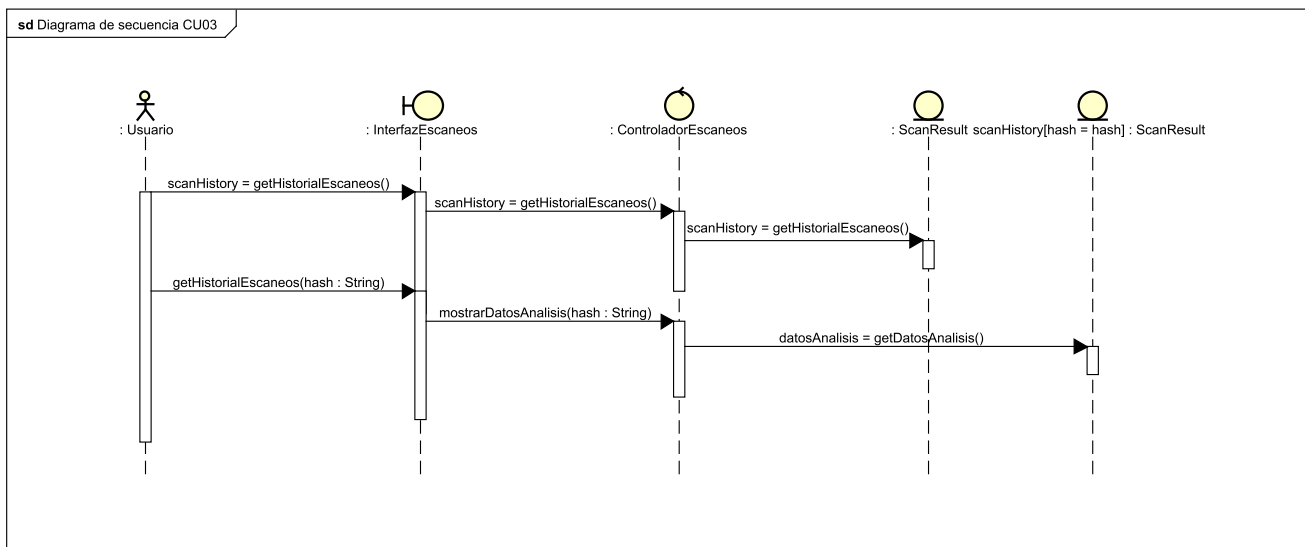 sd Diagrama de secuencia CU03
: Usuario
: InterfazEscaneos
: ControladorEscaneos
: ScanResult
scanHistory[hash = hash] : ScanResult
scanHistory = getHistorialEscaneos()
scanHistory = getHistorialEscaneos()
scanHistory = getHistorialEscaneos()
getHistorialEscaneos(hash : String)
mostrarDatosAnalisis(hash : String)
datosAnalisis = getDatosAnalisis()